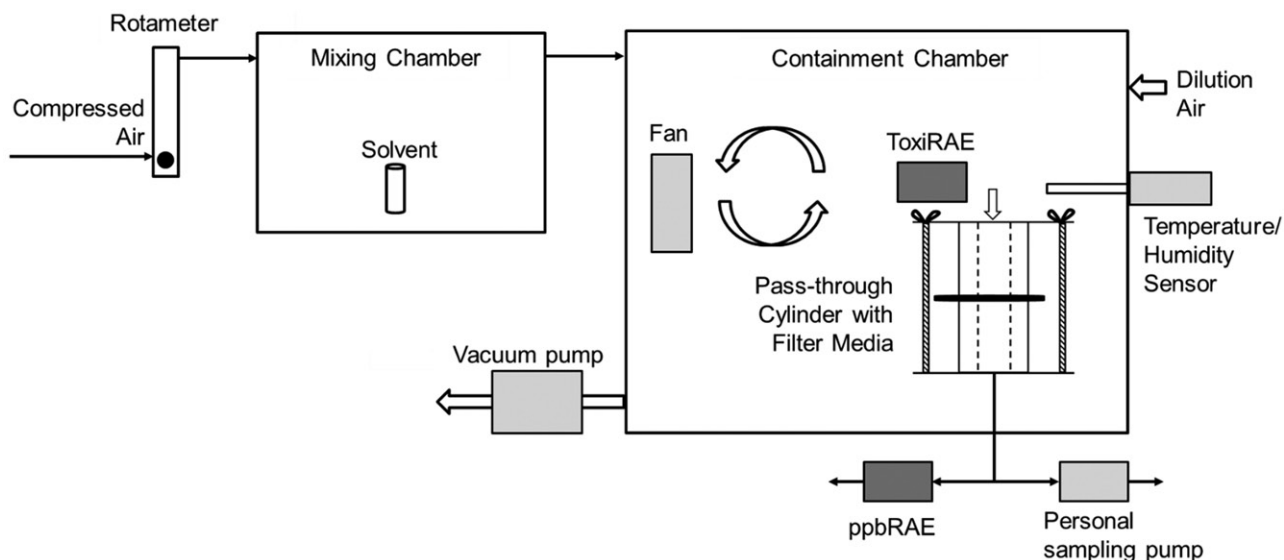 Rotameter
Compressed
Air
Mixing Chamber
Solvent
Containment Chamber
Dilution
Air
Fan
ToxiRAE
Temperature/
Humidity
Sensor
Pass-through
Cylinder with
Filter Media
Vacuum pump
ppbRAE
Personal
sampling pump